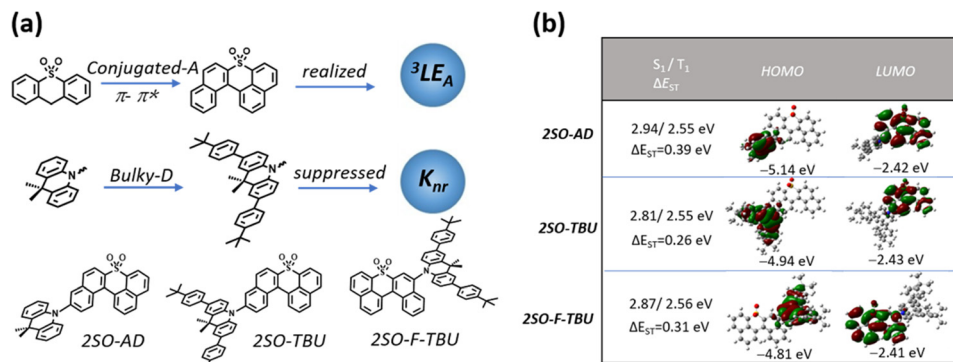 (a)
O O
S
Conjugated-A
π- π*
O O
S
realized
³LE_A
N
Bulky-D
N
suppressed
K_nr
O O
S
N
2SO-AD
O O
S
N
2SO-TBU
O O
S
N
2SO-F-TBU
(b)
S₁ / T₁
ΔE_ST
HOMO
LUMO
2SO-AD
2.94/ 2.55 eV
ΔE_ST=0.39 eV
−5.14 eV
−2.42 eV
2SO-TBU
2.81/ 2.55 eV
ΔE_ST=0.26 eV
−4.94 eV
−2.43 eV
2SO-F-TBU
2.87/ 2.56 eV
ΔE_ST=0.31 eV
−4.81 eV
−2.41 eV